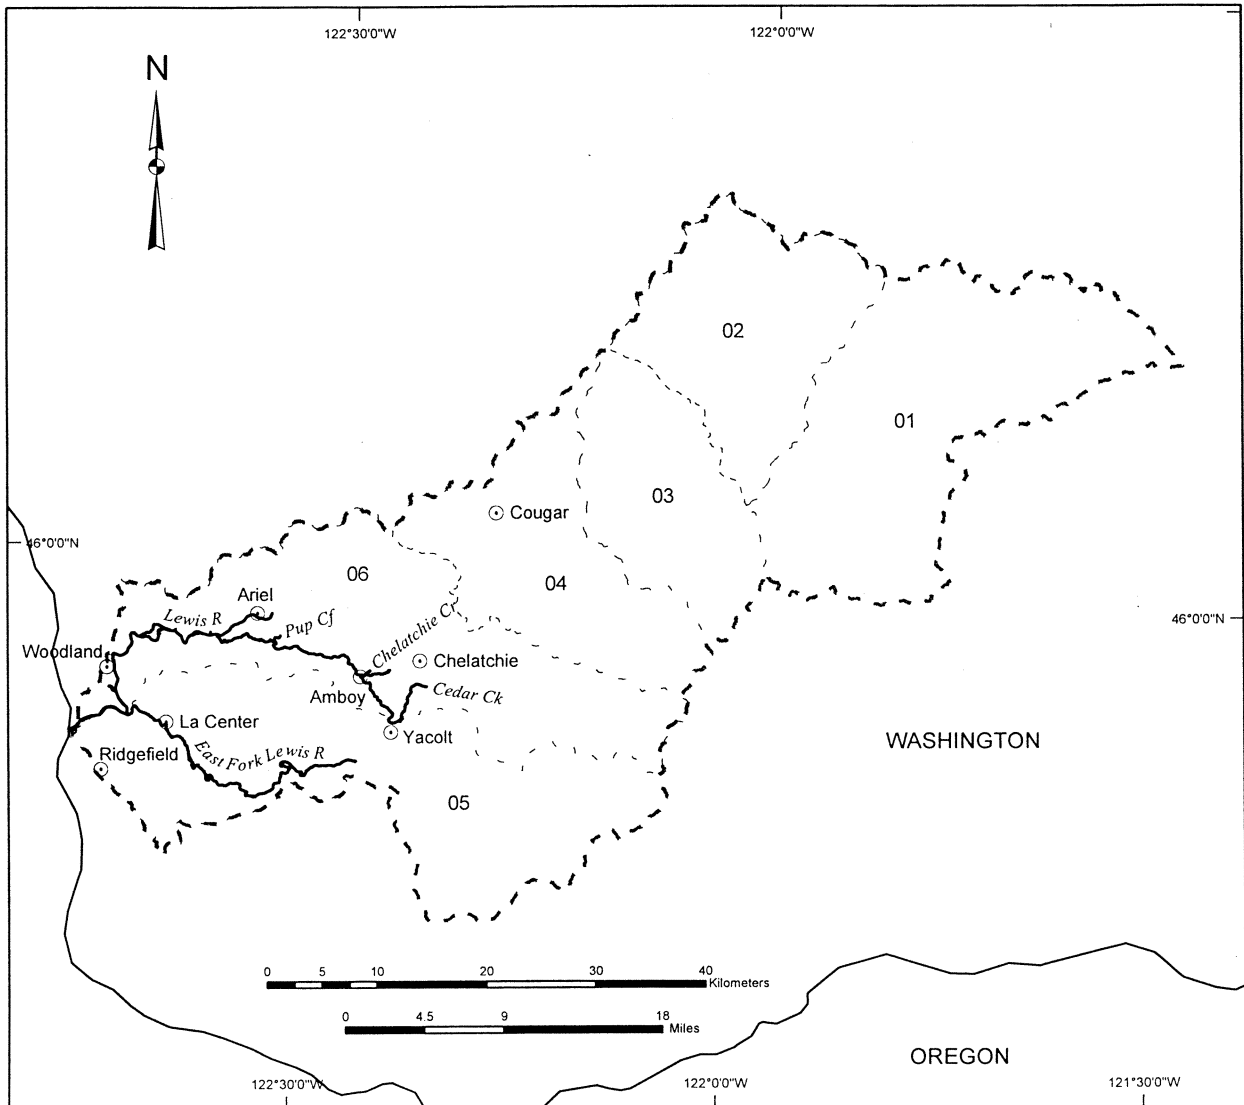 122°30'0"W
122°0'0"W
N
02
01
03
Cougar
46°0'0"N
06
04
Ariel
Lewis R
Pup Cf
Chelatchie Cr
46°0'0"N
Woodland
Chelatchie
Amboy
Cedar Ck
La Center
Yacolt
WASHINGTON
Ridgefield
East Fork Lewis R
05
0 5 10 20 30 40
Kilometers
0 4.5 9 18
Miles
OREGON
122°30'0"W
122°0'0"W
121°30'0"W